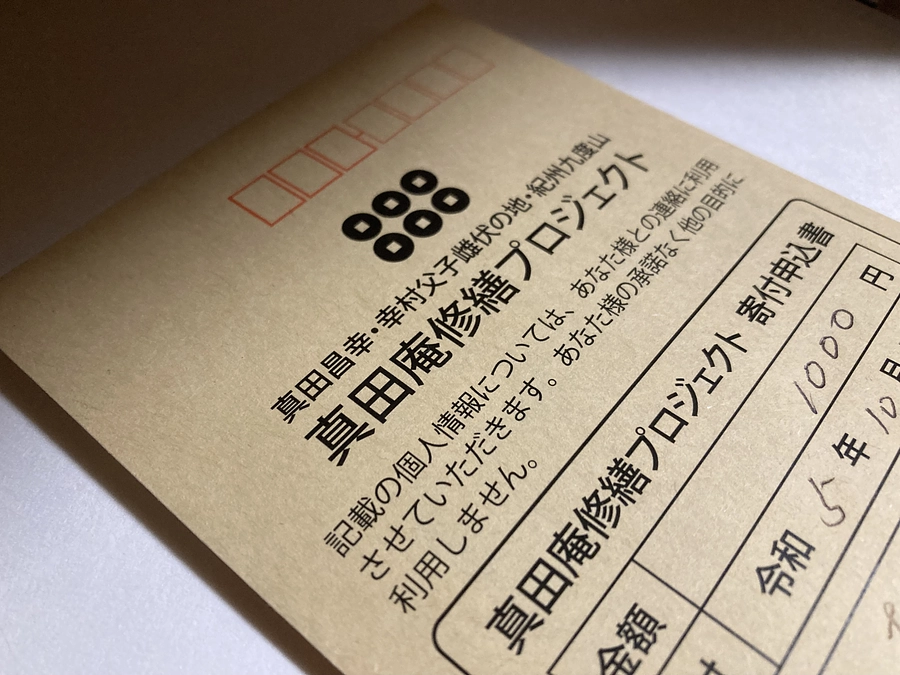 真田昌幸・幸村父子雌伏の地・紀州九度山
真田庵修繕プロジェクト
記載の個人情報については、あなた様との連絡に利用
させていただきます。あなた様の承諾なく他の目的に
利用しません。
真田庵修繕プロジェクト 寄付申込書
金額 1000 円
令和 5 年 10 月